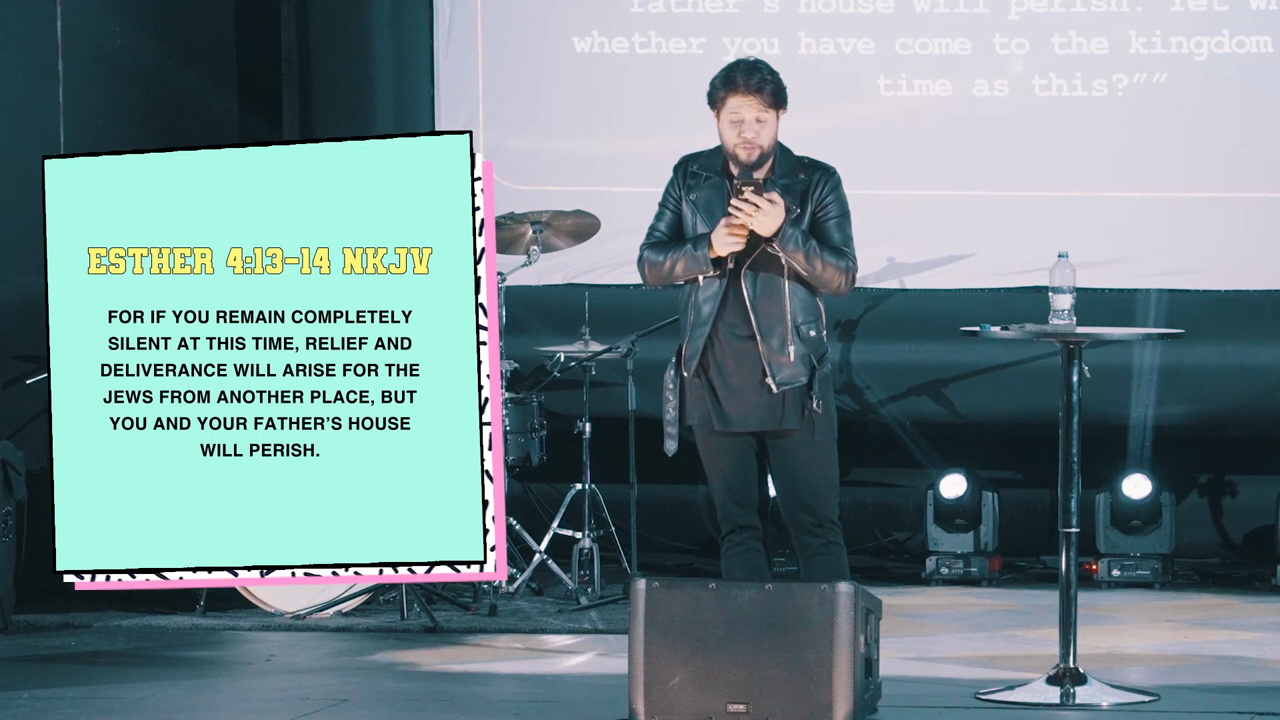 father's house will perish. Yet
whether you have come to the kingdom
time as this?””
ESTHER 4:13-14 NKJV
FOR IF YOU REMAIN COMPLETELY
SILENT AT THIS TIME, RELIEF AND
DELIVERANCE WILL ARISE FOR THE
JEWS FROM ANOTHER PLACE, BUT
YOU AND YOUR FATHER’S HOUSE
WILL PERISH.